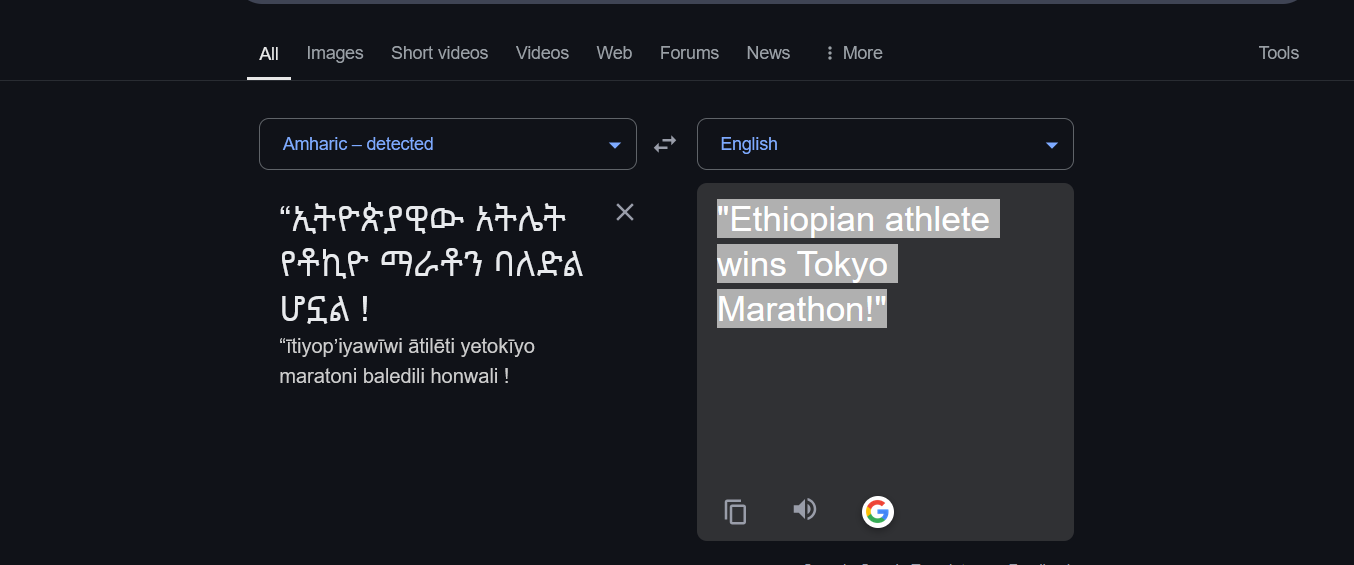 All Images Short videos Videos Web Forums News More Tools
Amharic – detected
English
“ኢትዮጵያዊው አትሌት
የቶኪዮ ማራቶን ባለድል
ሆኗል !
“ītiyop’iyawīwi ātilēti yetokīyo
maratoni baledili honwali !
"Ethiopian athlete
wins Tokyo
Marathon!"